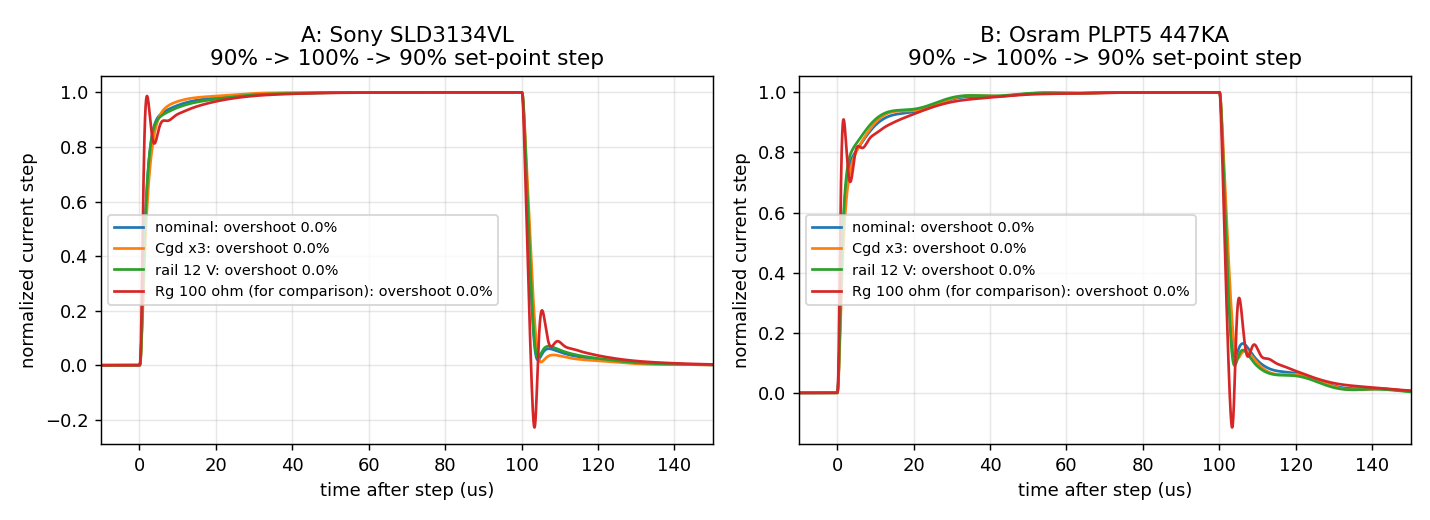 A: Sony SLD3134VL
90% -> 100% -> 90% set-point step
normalized current step
1.0
0.8
0.6
0.4
0.2
0.0
−0.2
nominal: overshoot 0.0%
Cgd x3: overshoot 0.0%
rail 12 V: overshoot 0.0%
Rg 100 ohm (for comparison): overshoot 0.0%
0 20 40 60 80 100 120 140
time after step (us)
B: Osram PLPT5 447KA
90% -> 100% -> 90% set-point step
normalized current step
1.0
0.8
0.6
0.4
0.2
0.0
nominal: overshoot 0.0%
Cgd x3: overshoot 0.0%
rail 12 V: overshoot 0.0%
Rg 100 ohm (for comparison): overshoot 0.0%
0 20 40 60 80 100 120 140
time after step (us)